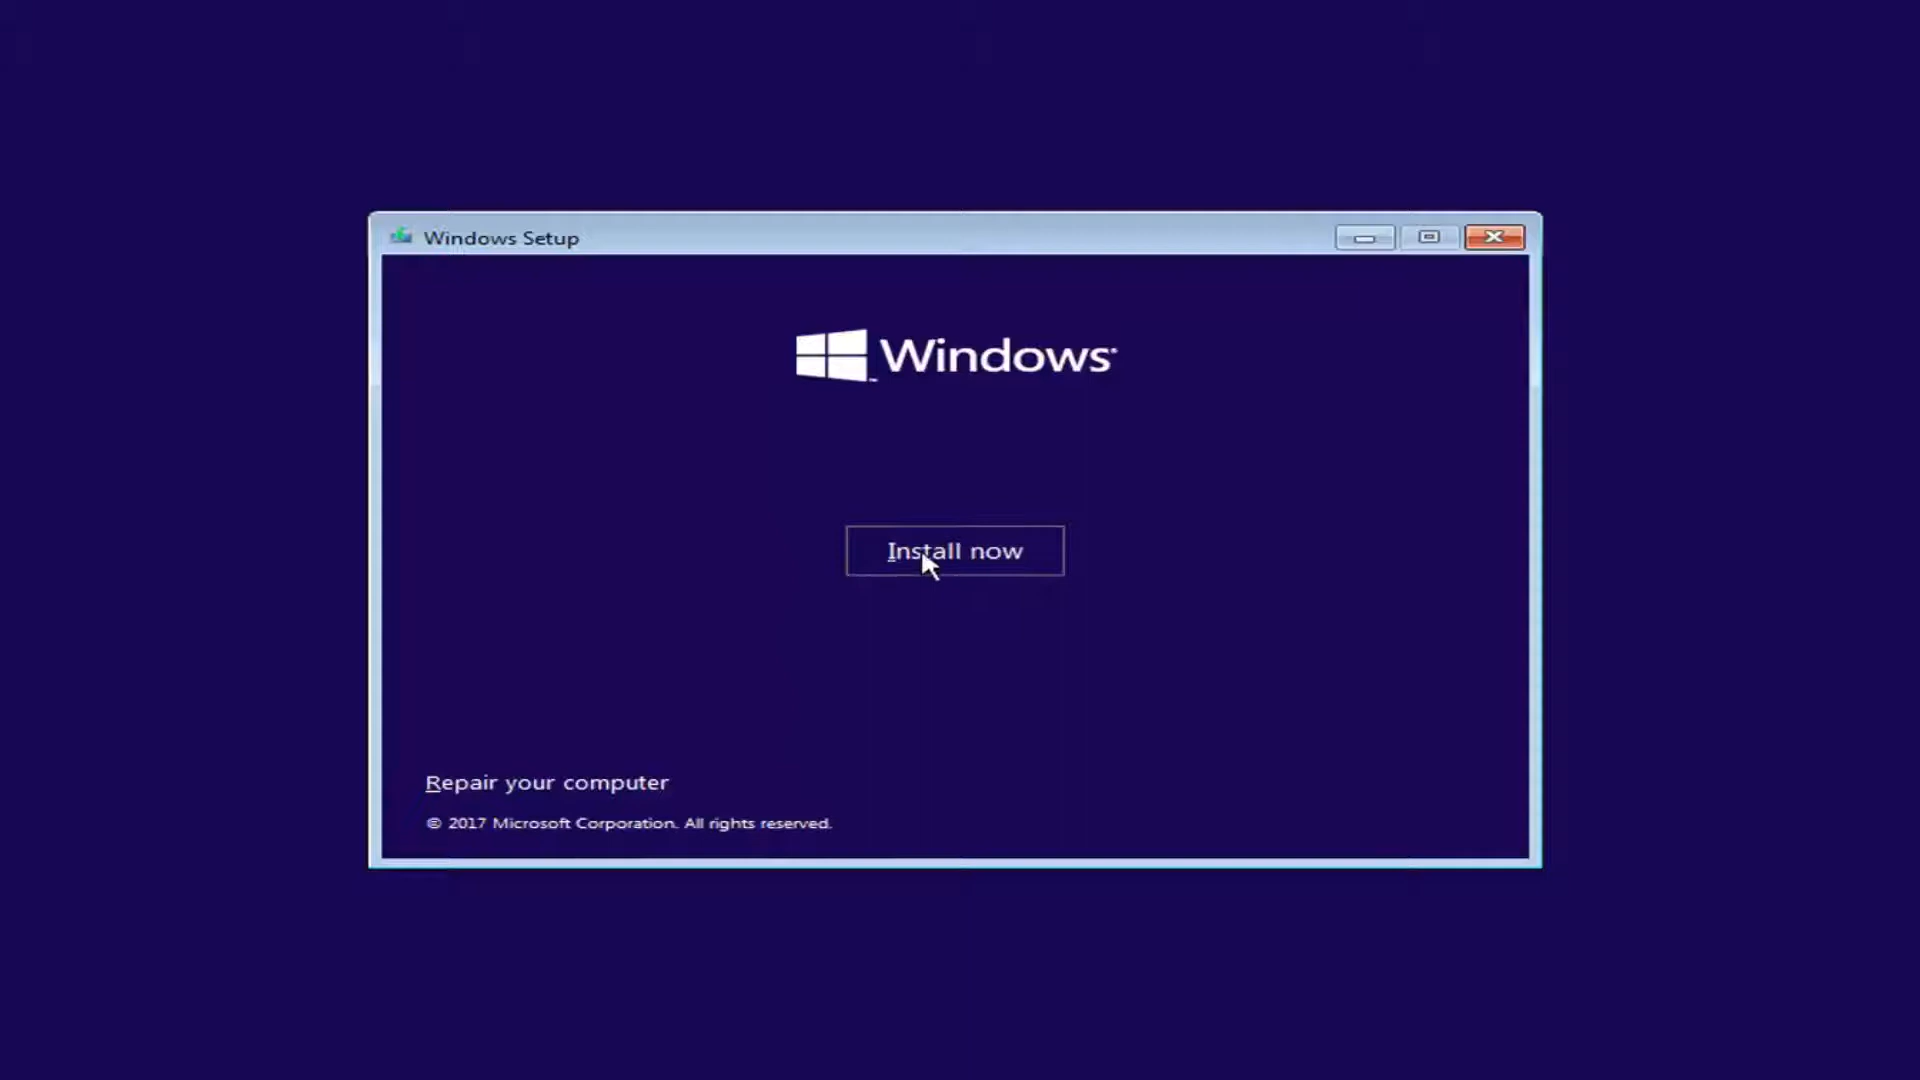 Windows Setup
Windows
Install now
Repair your computer
© 2017 Microsoft Corporation. All rights reserved.